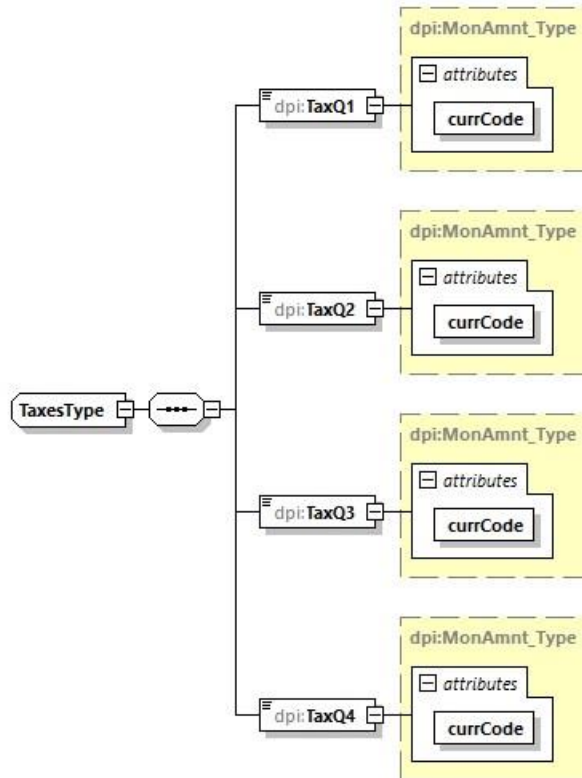 dpi:MonAmnt_Type
attributes
dpi:TaxQ1
currCode
dpi:MonAmnt_Type
attributes
dpi:TaxQ2
currCode
TaxesType
dpi:MonAmnt_Type
attributes
dpi:TaxQ3
currCode
dpi:MonAmnt_Type
attributes
dpi:TaxQ4
currCode